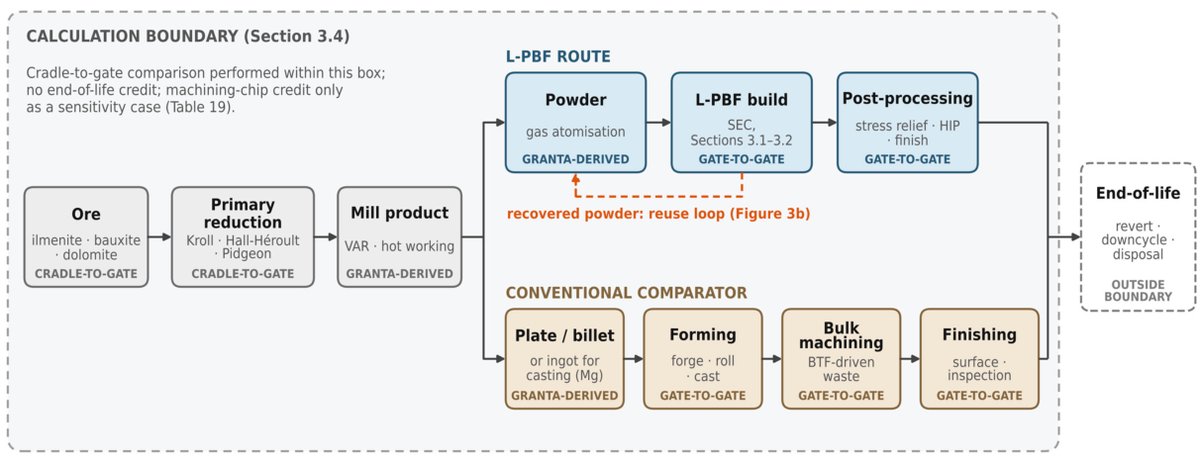 CALCULATION BOUNDARY (Section 3.4)
Cradle-to-gate comparison performed within this box;
no end-of-life credit; machining-chip credit only
as a sensitivity case (Table 19).
L-PBF ROUTE
Powder
gas atomisation
GRANTA-DERIVED
L-PBF build
SEC,
Sections 3.1–3.2
GATE-TO-GATE
Post-processing
stress relief · HIP
· finish
GATE-TO-GATE
recovered powder: reuse loop (Figure 3b)
Ore
ilmenite · bauxite
· dolomite
CRADLE-TO-GATE
Primary
reduction
Kroll · Hall-Héroult
· Pidgeon
CRADLE-TO-GATE
Mill product
VAR · hot working
GRANTA-DERIVED
End-of-life
revert ·
downcycle ·
disposal
OUTSIDE
BOUNDARY
CONVENTIONAL COMPARATOR
Plate / billet
or ingot for
casting (Mg)
GRANTA-DERIVED
Forming
forge · roll
· cast
GATE-TO-GATE
Bulk
machining
BTF-driven
waste
GATE-TO-GATE
Finishing
surface ·
inspection
GATE-TO-GATE